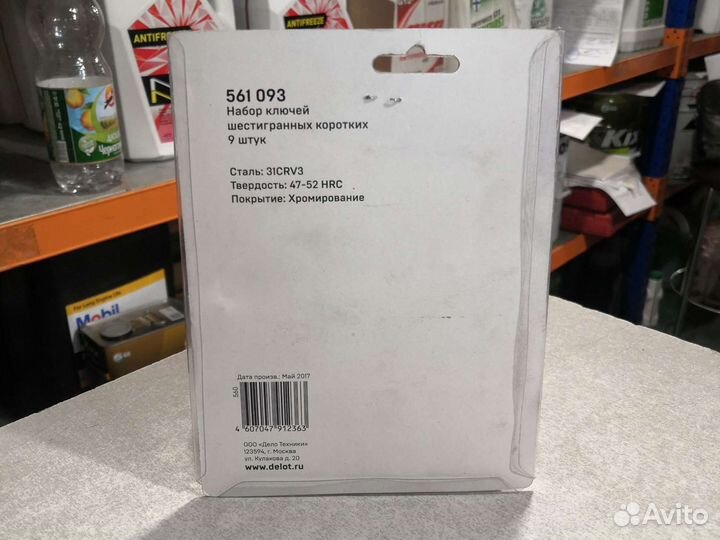 561 093
Набор ключей
шестигранных коротких
9 штук
Сталь: 31CRV3
Твердость: 47-52 HRC
Покрытие: Хромирование
Дата произв.: Май 2017
560
4 607047 912363
ООО «Дело Техники»
123594, г. Москва
ул. Кулакова д. 20
www.delot.ru
ANTIFREEZE
ANTIFREEZE
Mobil
Avito